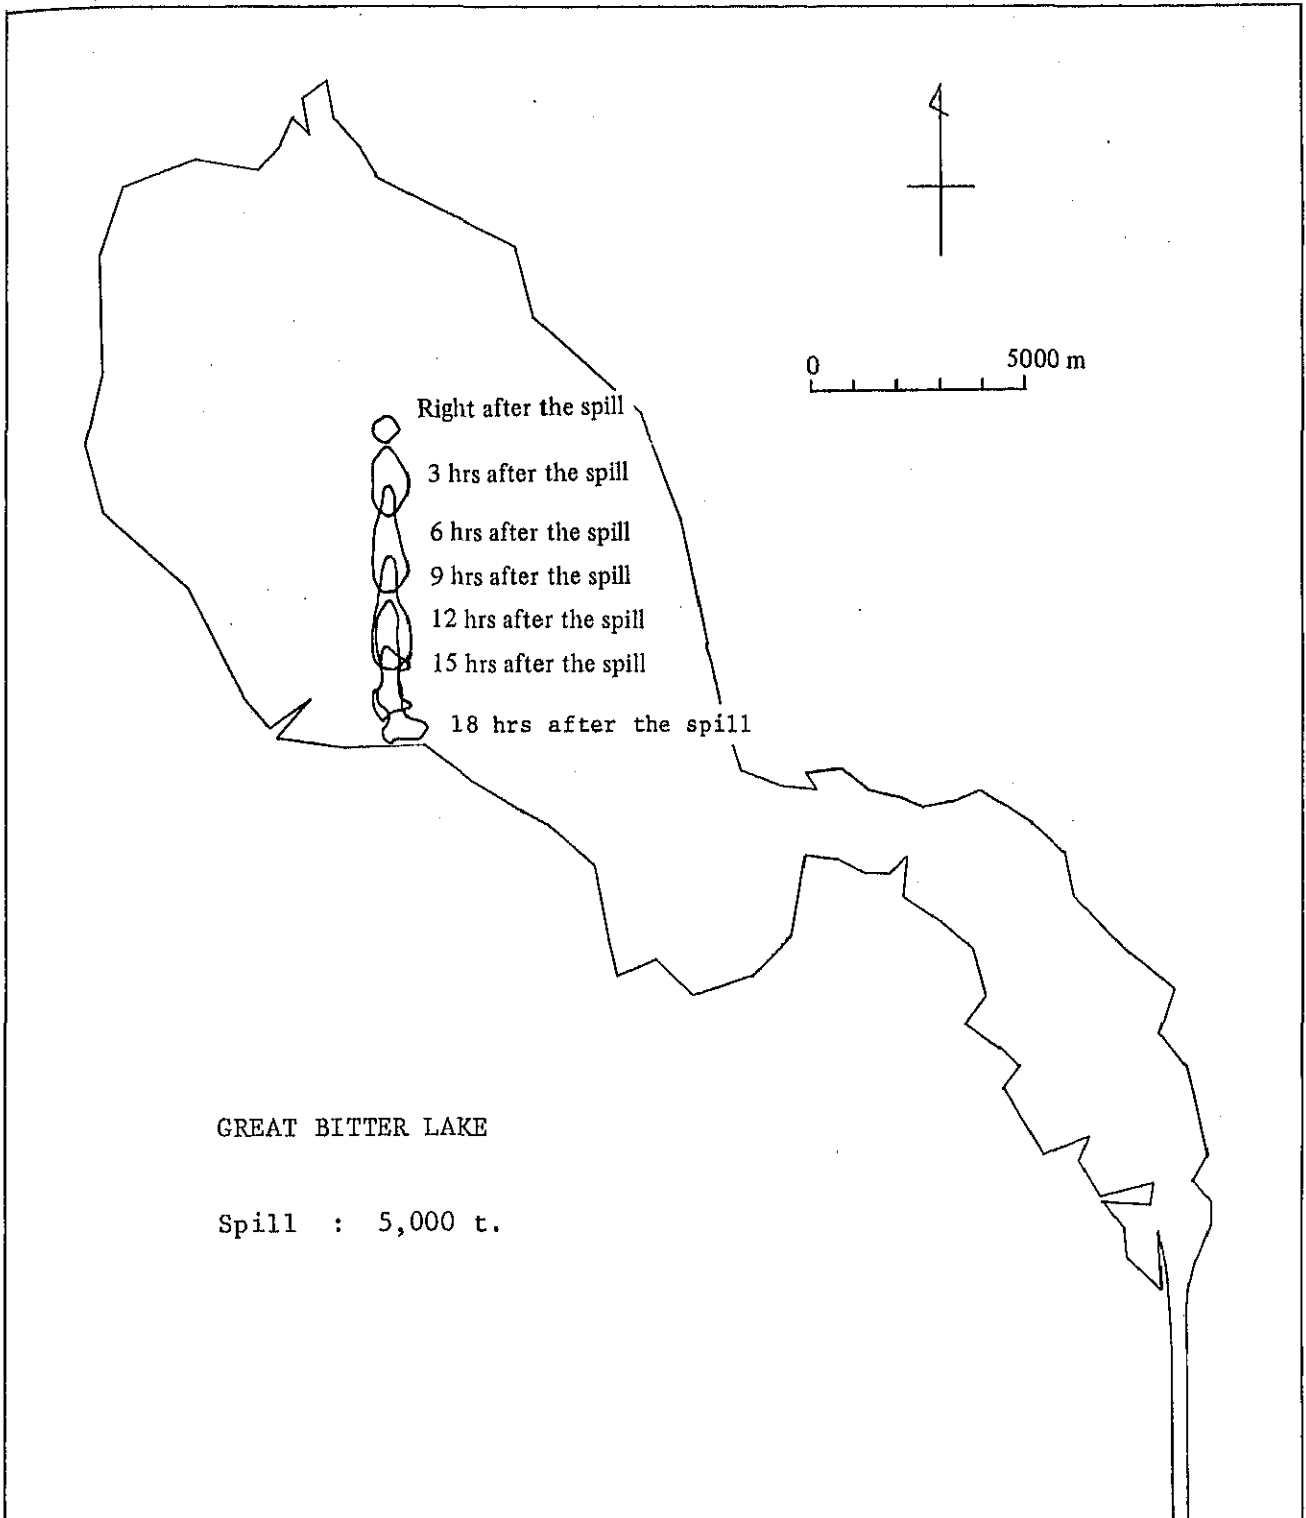 0 5000 m
Right after the spill
3 hrs after the spill
6 hrs after the spill
9 hrs after the spill
12 hrs after the spill
15 hrs after the spill
18 hrs after the spill
GREAT BITTER LAKE
Spill : 5,000 t.